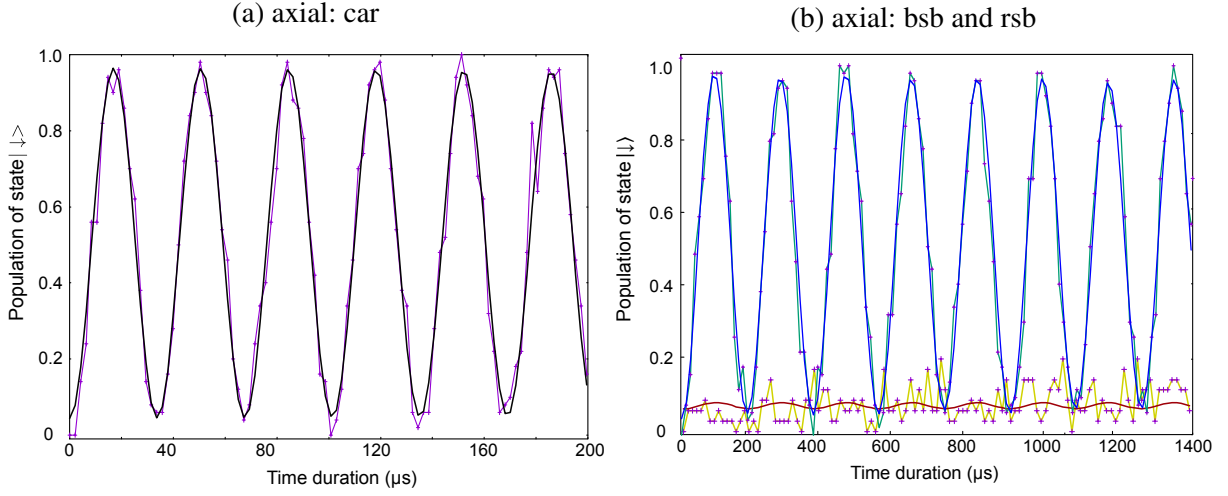 (a) axial: car
(b) axial: bsb and rsb
Population of state|↓>
1.0
0.8
0.6
0.4
0.2
0
0 40 80 120 160 200
Time duration (µs)
Population of state|↓⟩
1.0
0.8
0.6
0.4
0.2
0
0 200 400 600 800 1000 1200 1400
Time duration (µs)